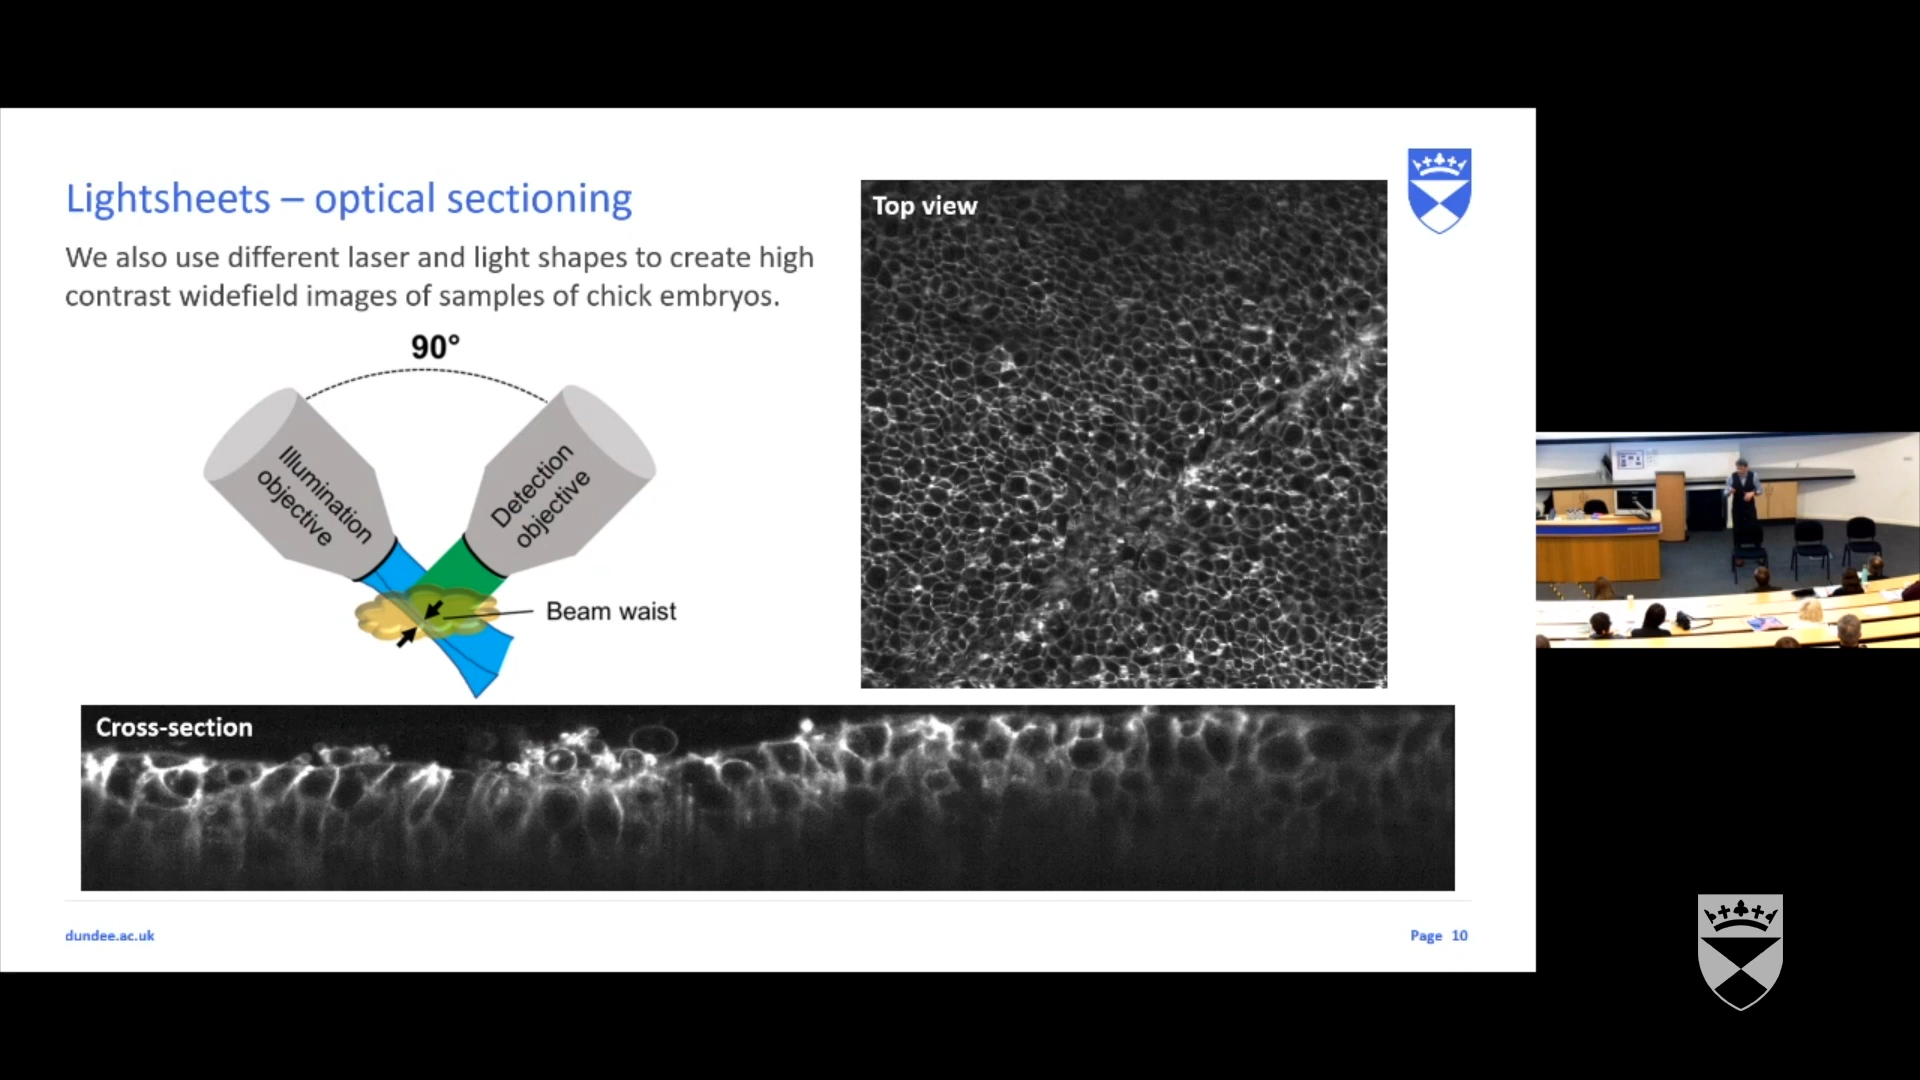 Lightsheets – optical sectioning
We also use different laser and light shapes to create high
contrast widefield images of samples of chick embryos.
90°
Illumination
objective
Detection
objective
Beam waist
Top view
Cross-section
dundee.ac.uk
Page 10